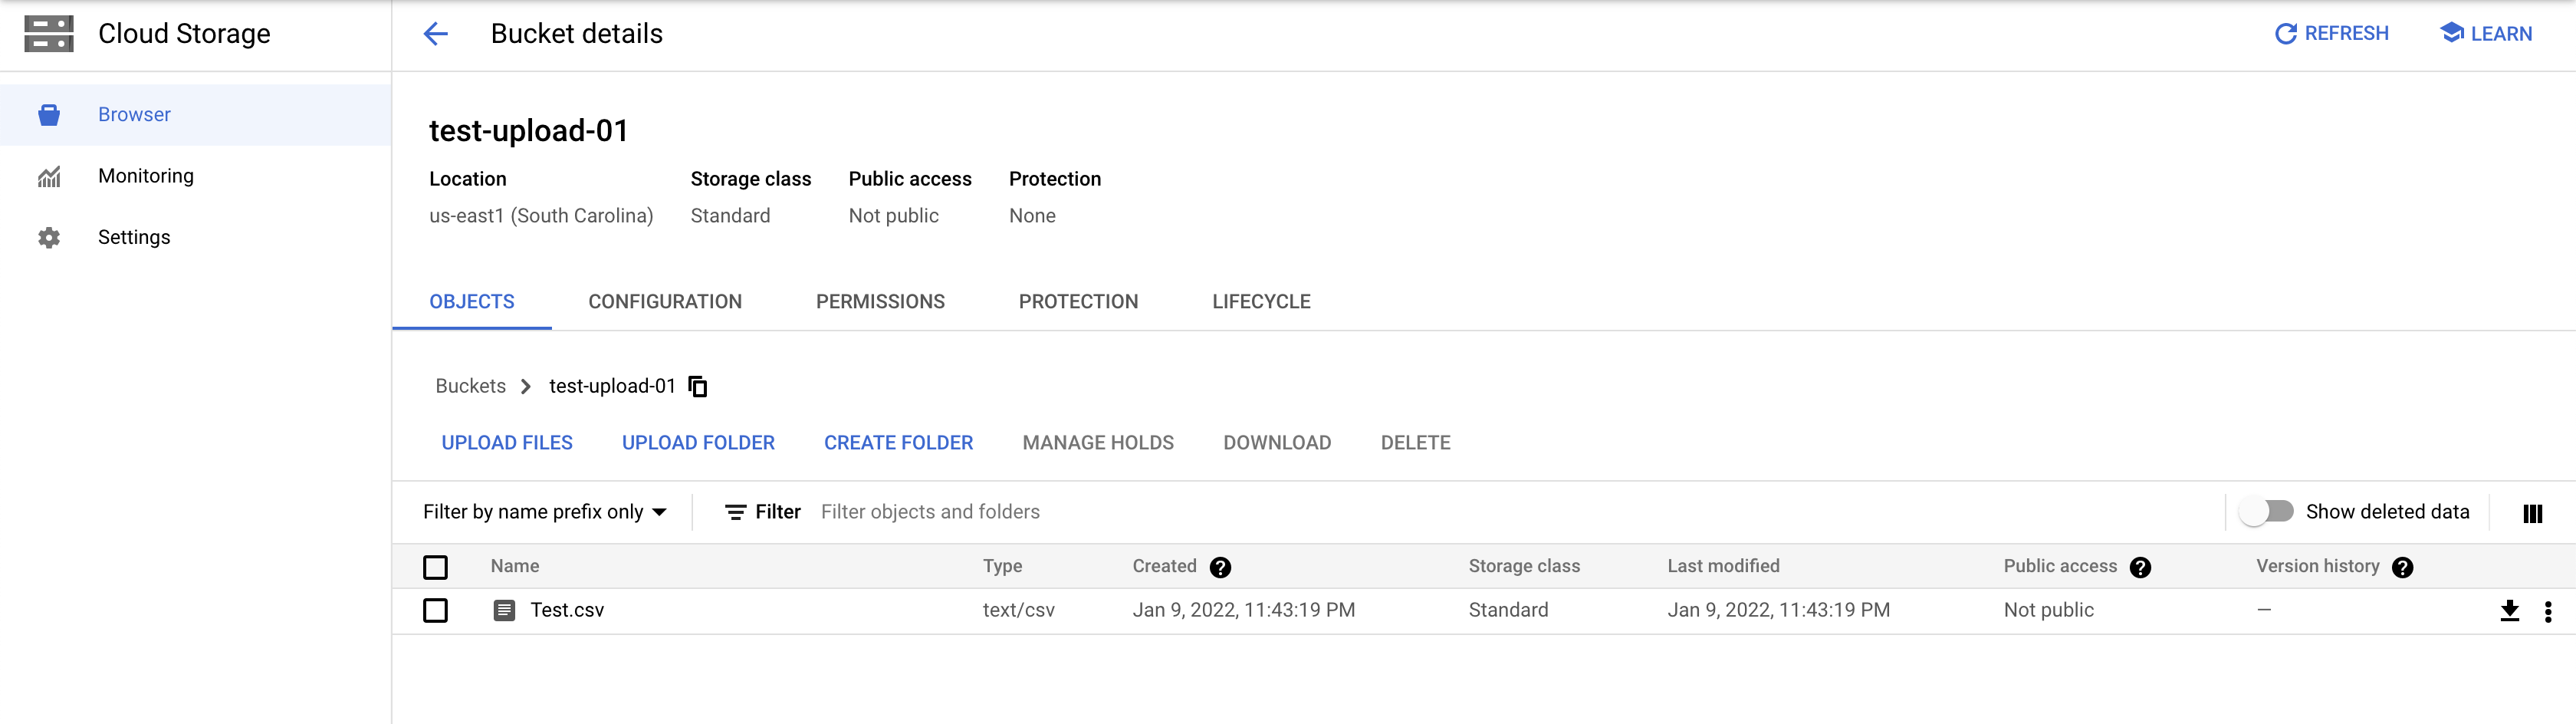 Cloud Storage
Bucket details
REFRESH
LEARN
Browser
Monitoring
Settings
test-upload-01
Location Storage class Public access Protection
us-east1 (South Carolina) Standard Not public None
OBJECTS CONFIGURATION PERMISSIONS PROTECTION LIFECYCLE
Buckets > test-upload-01
UPLOAD FILES UPLOAD FOLDER CREATE FOLDER MANAGE HOLDS DOWNLOAD DELETE
Filter by name prefix only Filter Filter objects and folders Show deleted data
Name Type Created ? Storage class Last modified Public access ? Version history ?
Test.csv text/csv Jan 9, 2022, 11:43:19 PM Standard Jan 9, 2022, 11:43:19 PM Not public —